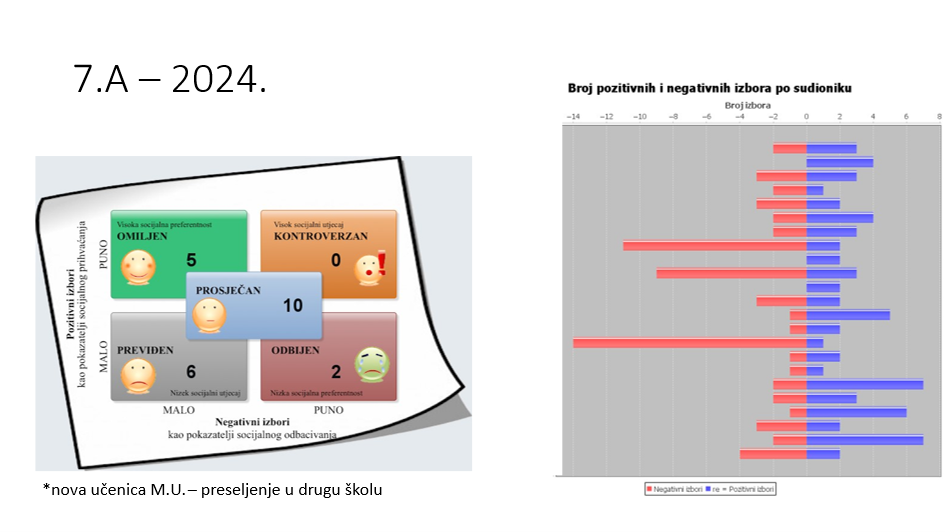 7.A – 2024.
Visoka socijalna preferentnost
OMILJEN
5
Visok socijalni utjecaj
KONTROVERZAN
0
PROSJEČAN
10
PREVIĐEN
6
Nizek socijalni utjecaj
ODBIJEN
2
Nizka socijalna preferentnost
Pozitivni izbori
kao pokazatelji socijalnog prihvaćanja
PUNO
MALO
MALO
PUNO
Negativni izbori
kao pokazatelji socijalnog odbacivanja
*nova učenica M.U. – preseljenje u drugu školu
Broj pozitivnih i negativnih izbora po sudioniku
Broj izbora
−14 −12 −10 −8 −6 −4 −2 0 2 4 6 8
Negativni izbori re = Pozitivni izbori